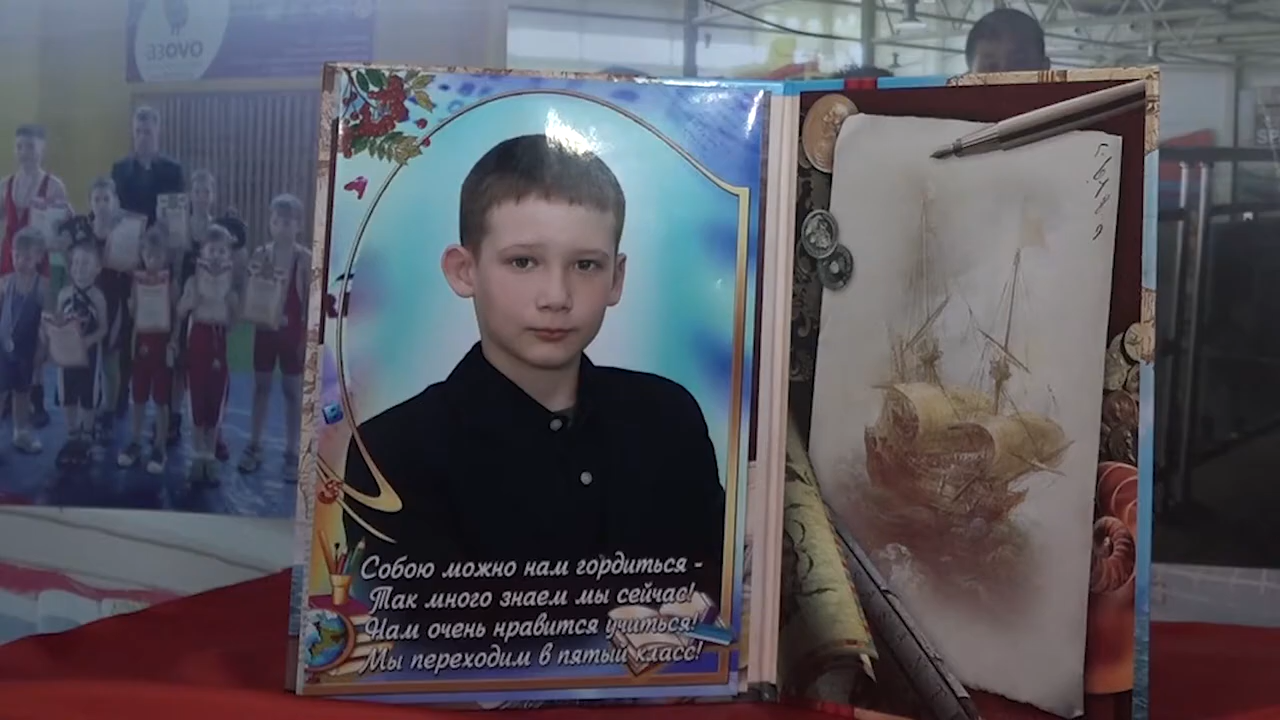 Собою можно нам гордиться -
Так много знаем мы сейчас!
Нам очень нравится учиться!
Мы переходим в пятый класс!